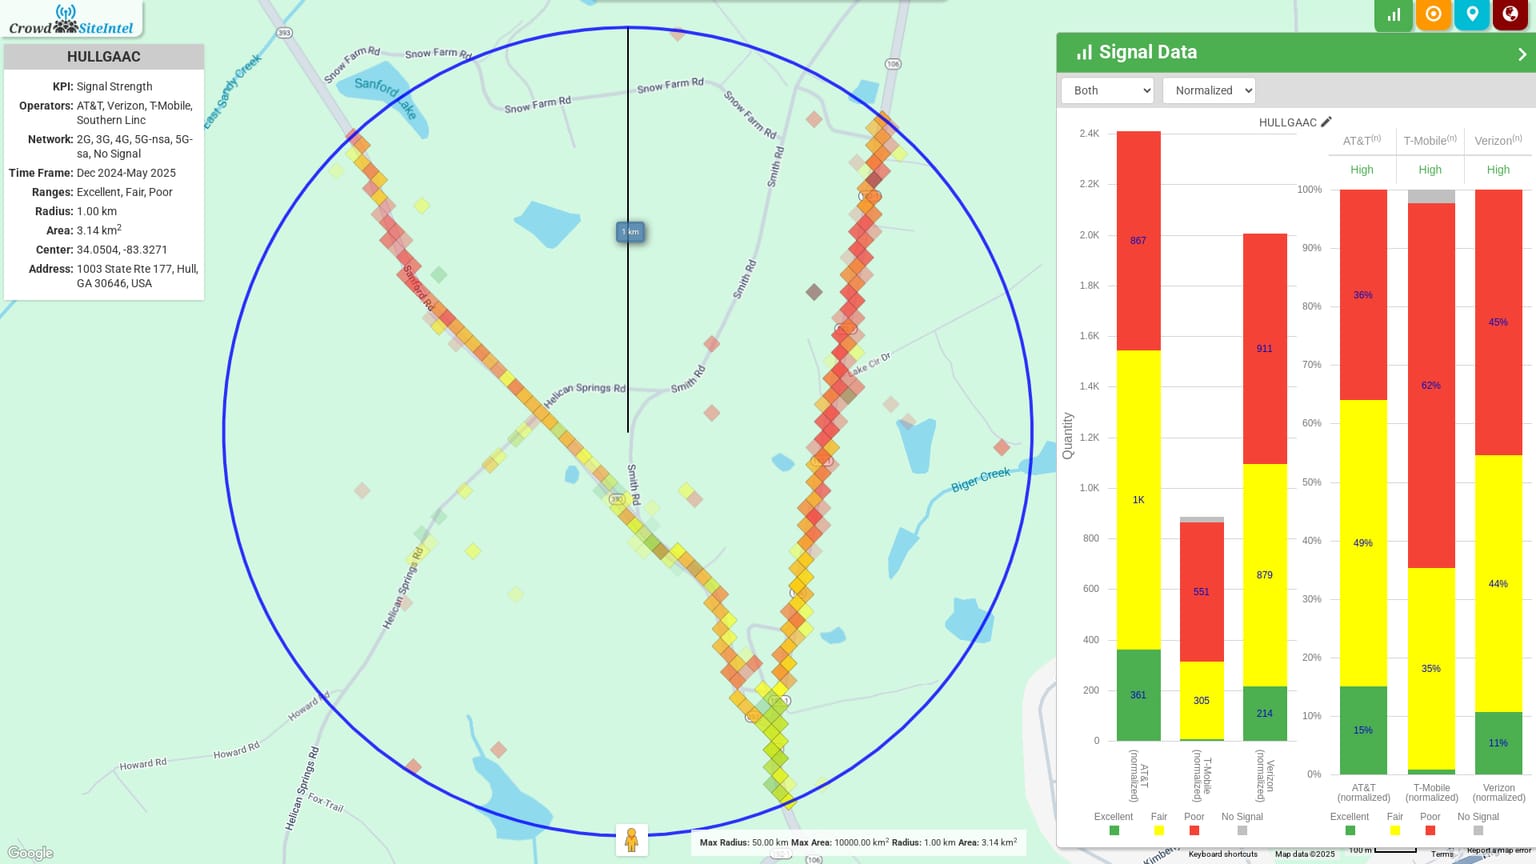 Crowd SiteIntel
HULLGAAC
KPI: Signal Strength
Operators: AT&T, Verizon, T-Mobile,
Southern Linc
Network: 2G, 3G, 4G, 5G-nsa, 5G-
sa, No Signal
Time Frame: Dec 2024-May 2025
Ranges: Excellent, Fair, Poor
Radius: 1.00 km
Area: 3.14 km2
Center: 34.0504, -83.3271
Address: 1003 State Rte 177, Hull,
GA 30646, USA
393
106
East Sandy Creek
Snow Farm Rd
Snow Farm Rd
Sanford Lake
Snow Farm Rd
Snow Farm Rd
Snow Farm Rd
Smith Rd
1 km
Smith Rd
Sanford Rd
Lake Cir Dr
Smith Rd
Helican Springs Rd
Smith Rd
Biger Creek
Helican Springs Rd
Howard Rd
Howard Rd
Howard Rd
Helican Springs Rd
Fox Trail
106
Google
Max Radius: 50.00 km Max Area: 10000.00 km2 Radius: 1.00 km Area: 3.14 km2
Signal Data
Both
Normalized
HULLGAAC
Quantity
2.4K
2.2K
2.0K
1.8K
1.6K
1.4K
1.2K
1.0K
800
600
400
200
0
867
1K
361
551
305
911
879
214
AT&T
(normalized)
T-Mobile
(normalized)
Verizon
(normalized)
Excellent Fair Poor No Signal
AT&T(n) T-Mobile(n) Verizon(n)
High High High
100%
90%
80%
70%
60%
50%
40%
30%
20%
10%
0%
36%
49%
15%
62%
35%
45%
44%
11%
AT&T
(normalized)
T-Mobile
(normalized)
Verizon
(normalized)
Excellent Fair Poor No Signal
Keyboard shortcuts Map data ©2025 100 m Terms Report a map error